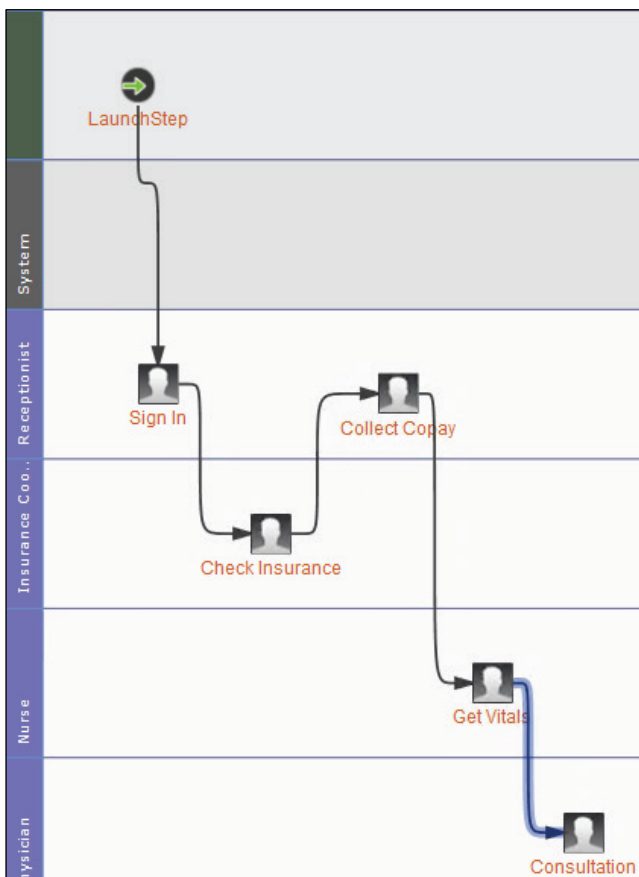 LaunchStep
System
Receptionist
Sign In
Collect Copay
Insurance Coo..
Check Insurance
Nurse
Get Vitals
ysician
Consultation